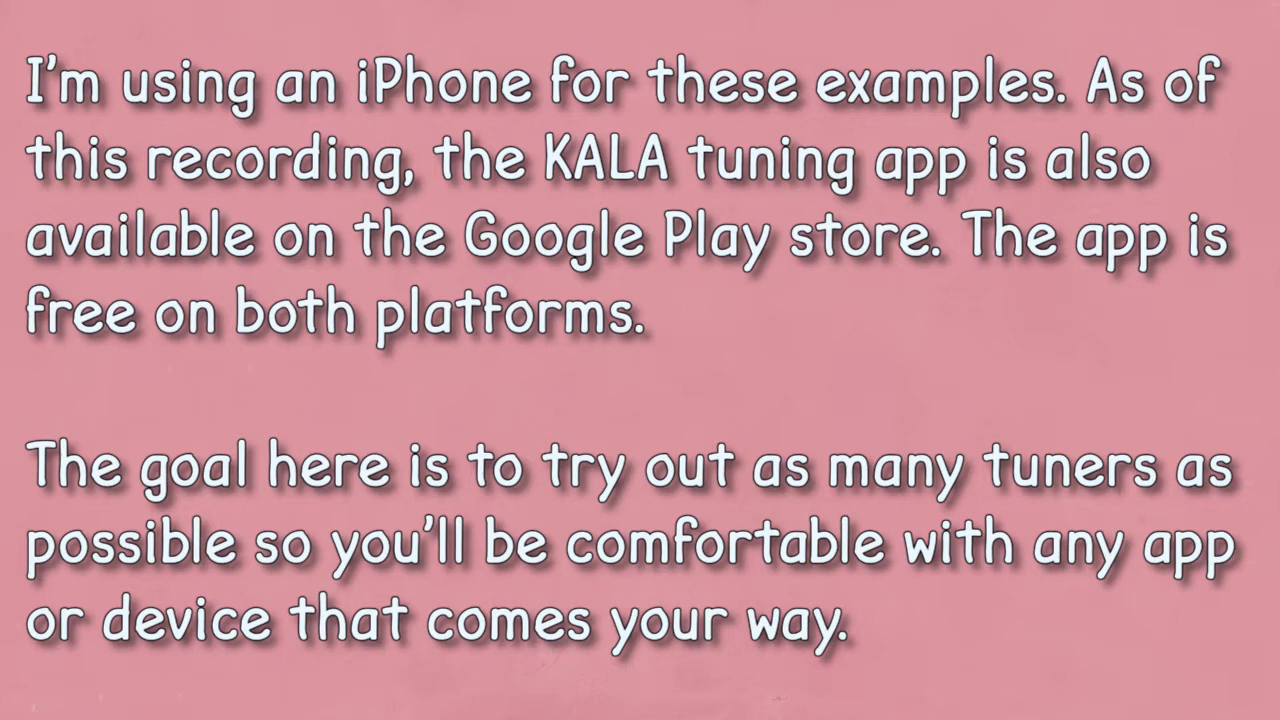 I'm using an iPhone for these examples. As of
this recording, the KALA tuning app is also
available on the Google Play store. The app is
free on both platforms.
The goal here is to try out as many tuners as
possible so you'll be comfortable with any app
or device that comes your way.